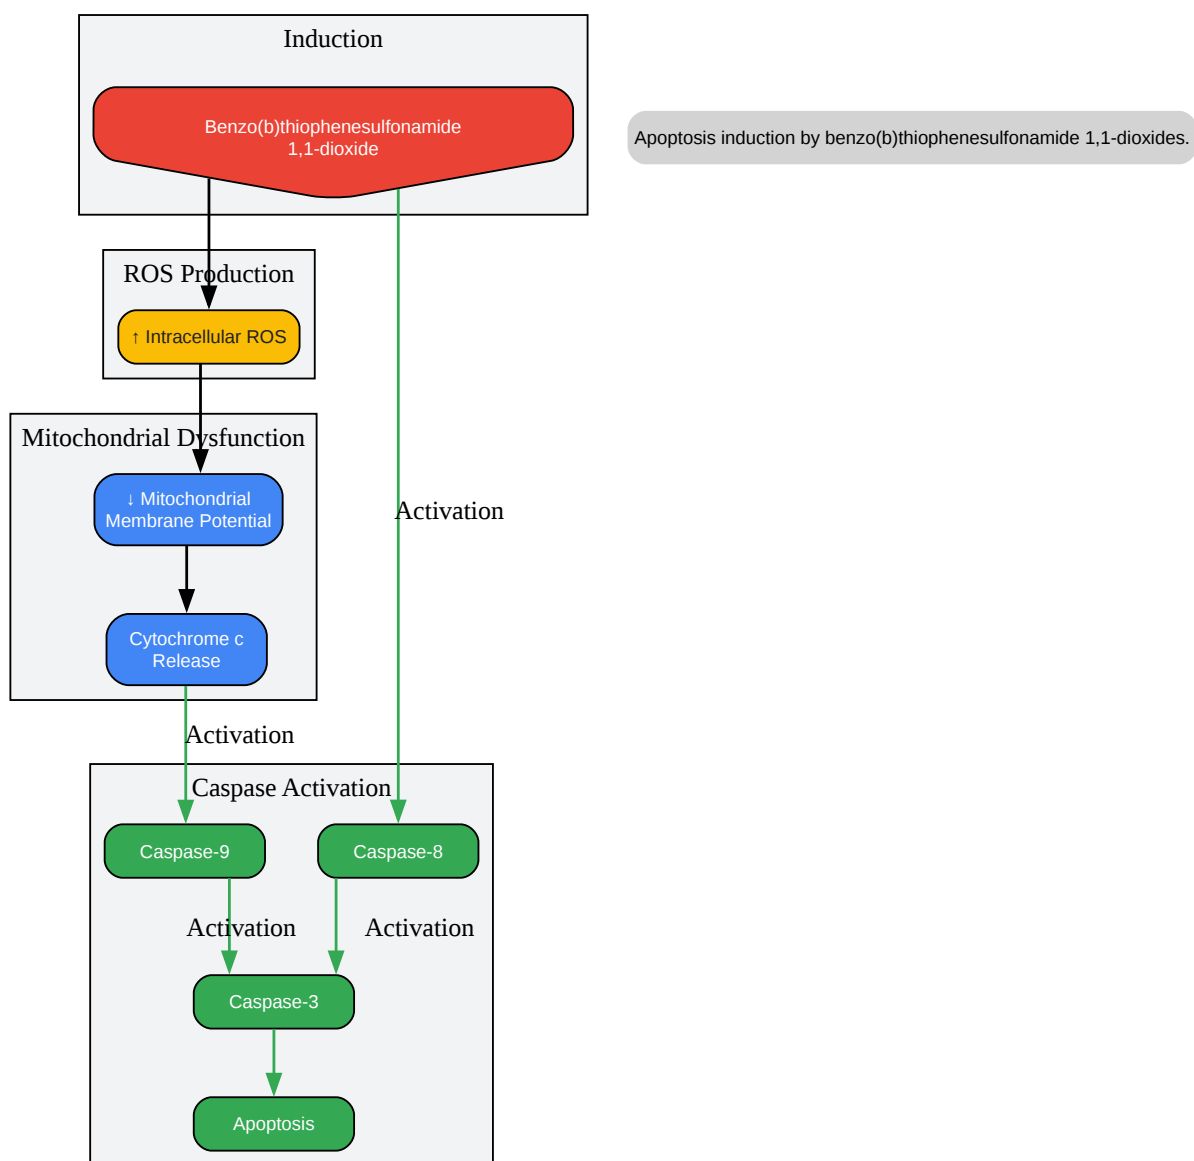 Induction
Benzo(b)thiophenesulfonamide
1,1-dioxide
Apoptosis induction by benzo(b)thiophenesulfonamide 1,1-dioxides.
ROS Production
↑ Intracellular ROS
Mitochondrial Dysfunction
↓ Mitochondrial
Membrane Potential
Activation
Cytochrome c
Release
Activation
Caspase Activation
Caspase-9
Caspase-8
Activation
Activation
Caspase-3
Apoptosis